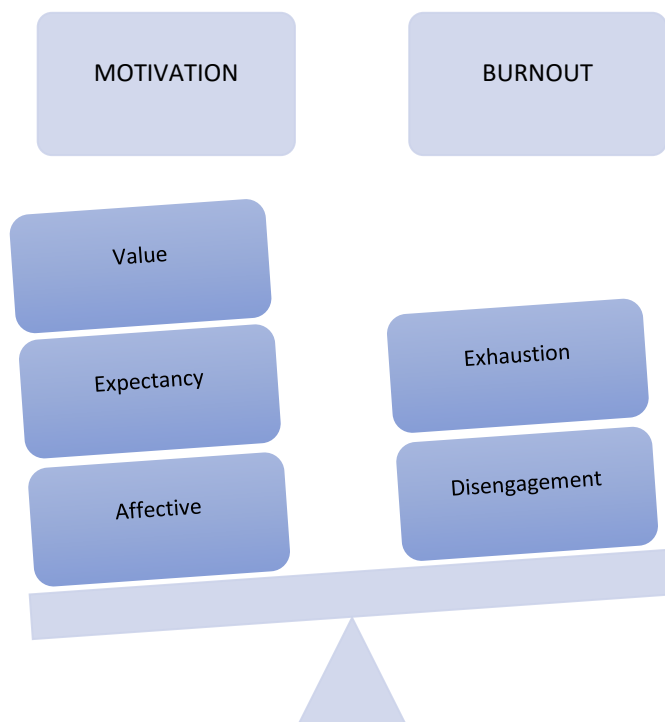 MOTIVATION
BURNOUT
Value
Expectancy
Affective
Exhaustion
Disengagement